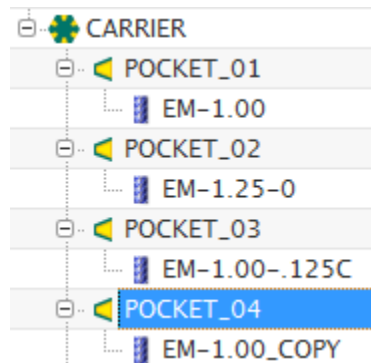 CARRIER
POCKET_01
EM-1.00
POCKET_02
EM-1.25-0
POCKET_03
EM-1.00-.125C
POCKET_04
EM-1.00_COPY